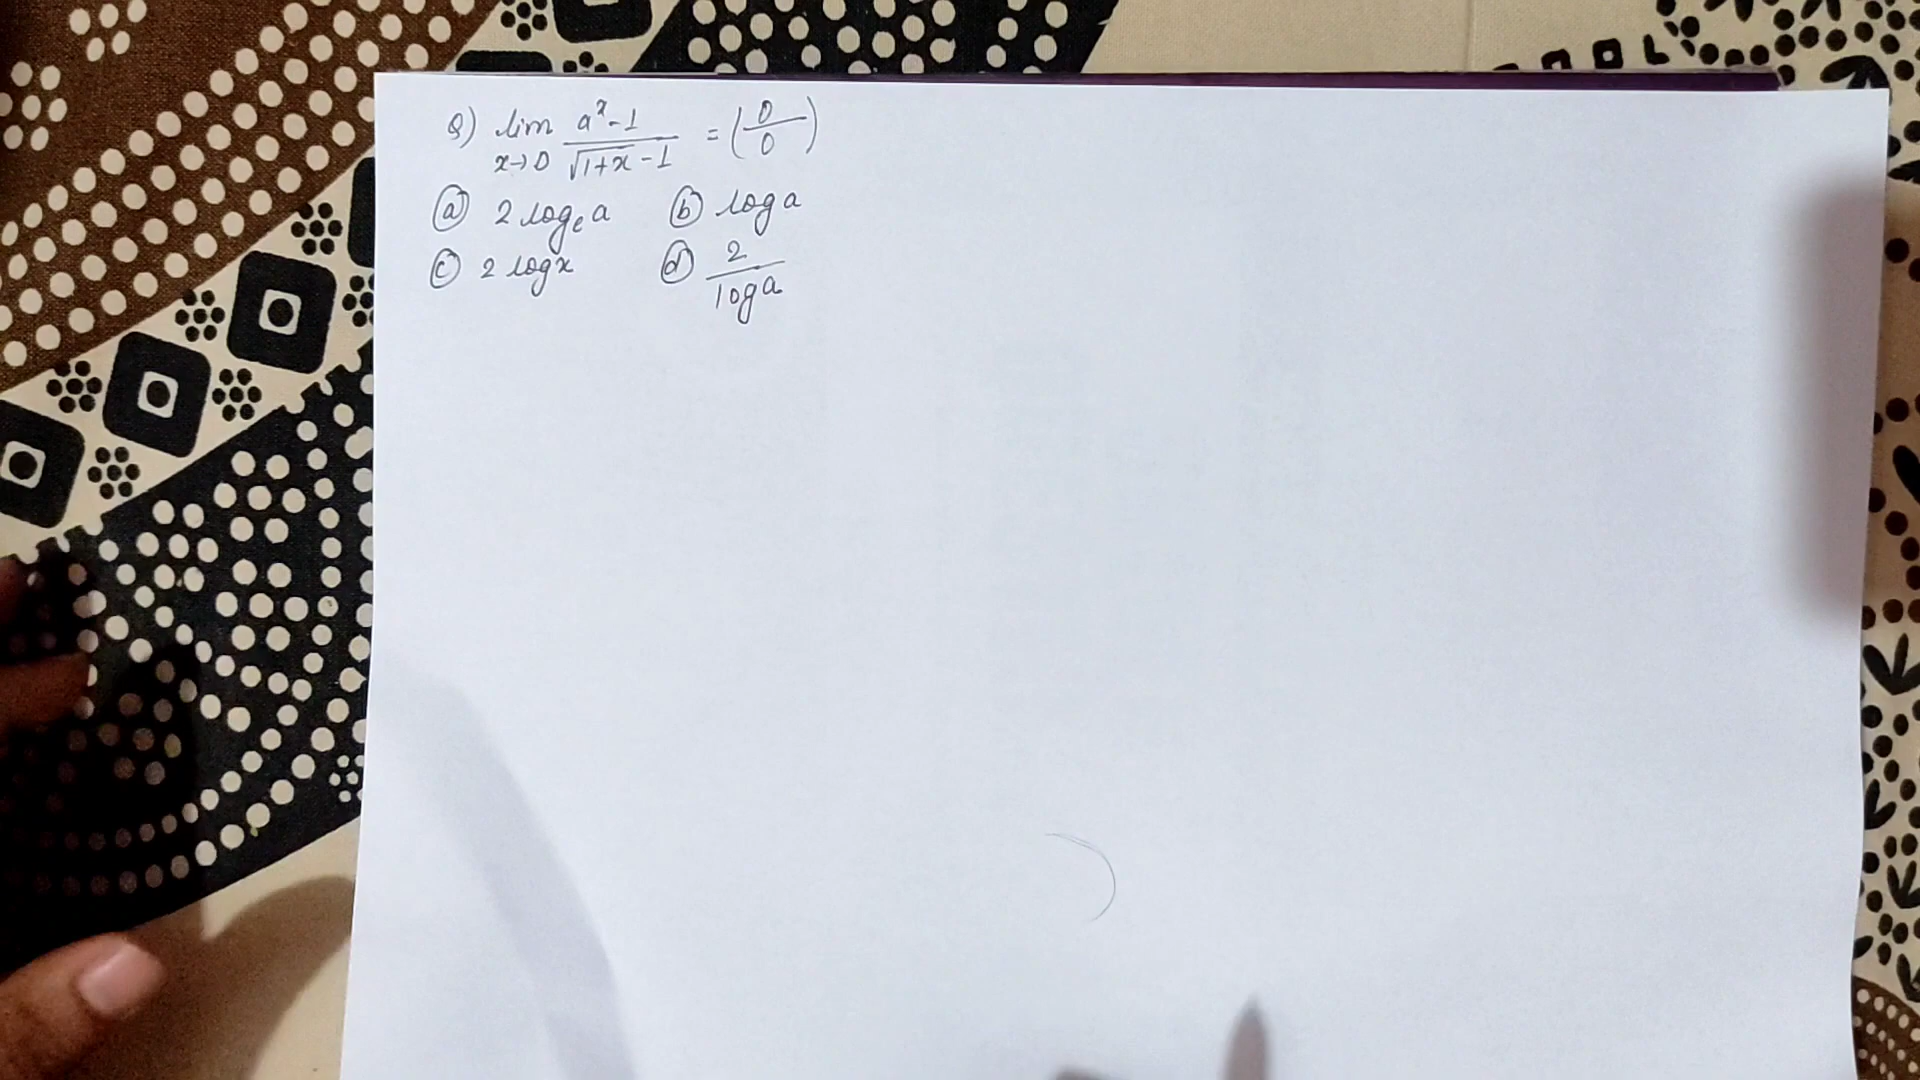 Q) lim x→0 (a^x-1)/(√(1+x) -1) = (0/0)
(a) 2 log_e a (b) log a
(c) 2 log x (d) 2/(log a)